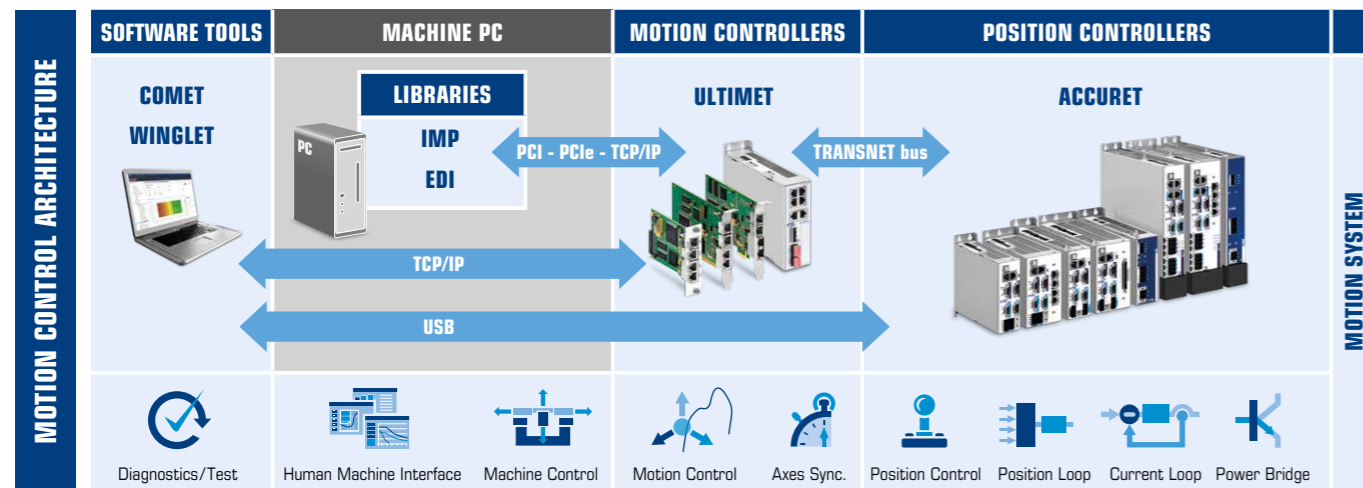 MOTION CONTROL ARCHITECTURE
SOFTWARE TOOLS
MACHINE PC
MOTION CONTROLLERS
POSITION CONTROLLERS
COMET
WINGLET
LIBRARIES
IMP
EDI
PC
ULTIMET
ACCURET
PCI - PCIe - TCP/IP
TRANSNET bus
TCP/IP
USB
MOTION SYSTEM
Diagnostics/Test
Human Machine Interface
Machine Control
Motion Control
Axes Sync.
Position Control
Position Loop
Current Loop
Power Bridge